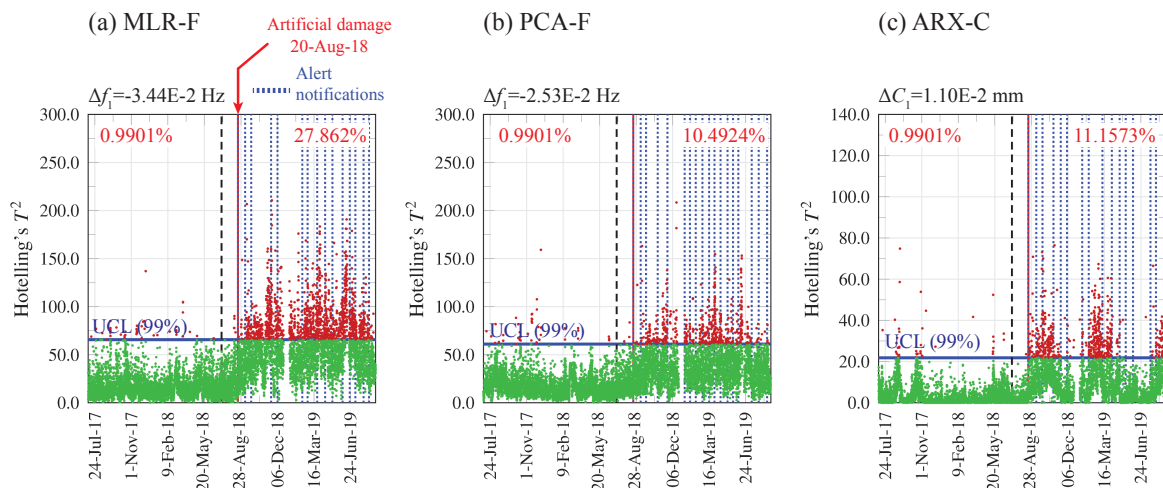 (a) MLR-F
Artificial damage
20-Aug-18
Alert
notifications
Δf₁=-3.44E-2 Hz
300.0
250.0
200.0
150.0
100.0
50.0
0.0
Hotelling's T²
0.9901%
27.862%
UCL (99%)
24-Jul-17
1-Nov-17
9-Feb-18
20-May-18
28-Aug-18
06-Dec-18
16-Mar-19
24-Jun-19
(b) PCA-F
Δf₁=-2.53E-2 Hz
300.0
250.0
200.0
150.0
100.0
50.0
0.0
Hotelling's T²
0.9901%
10.4924%
UCL (99%)
24-Jul-17
1-Nov-17
9-Feb-18
20-May-18
28-Aug-18
06-Dec-18
16-Mar-19
24-Jun-19
(c) ARX-C
ΔC₁=1.10E-2 mm
140.0
120.0
100.0
80.0
60.0
40.0
20.0
0.0
Hotelling's T²
0.9901%
11.1573%
UCL (99%)
24-Jul-17
1-Nov-17
9-Feb-18
20-May-18
28-Aug-18
06-Dec-18
16-Mar-19
24-Jun-19